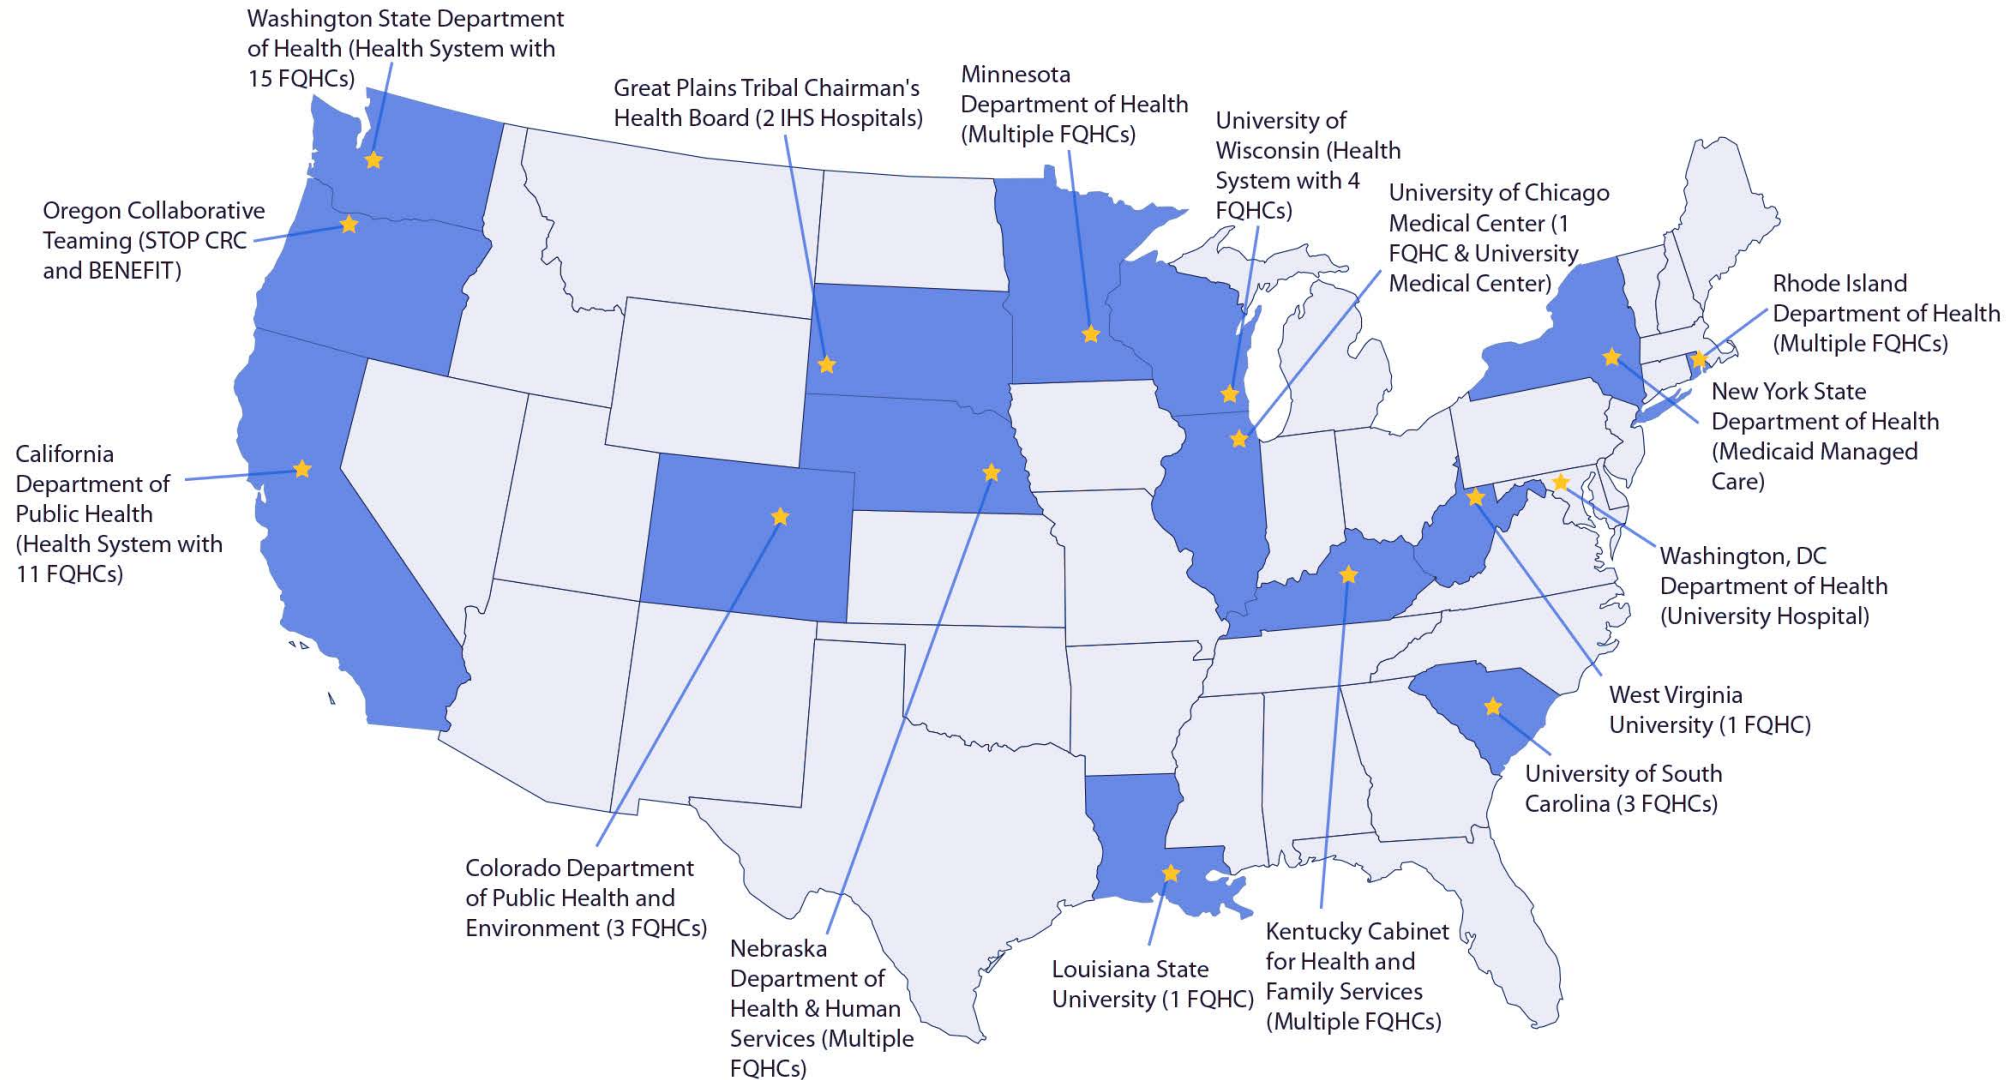 Washington State Department
of Health (Health System with
15 FQHCs)
Great Plains Tribal Chairman's
Health Board (2 IHS Hospitals)
Minnesota
Department of Health
(Multiple FQHCs)
University of
Wisconsin (Health
System with 4
FQHCs)
University of Chicago
Medical Center (1
FQHC & University
Medical Center)
Oregon Collaborative
Teaming (STOP CRC
and BENEFIT)
Rhode Island
Department of Health
(Multiple FQHCs)
New York State
Department of Health
(Medicaid Managed
Care)
California
Department of
Public Health
(Health System with
11 FQHCs)
Washington, DC
Department of Health
(University Hospital)
West Virginia
University (1 FQHC)
University of South
Carolina (3 FQHCs)
Colorado Department
of Public Health and
Environment (3 FQHCs)
Nebraska
Department of
Health & Human
Services (Multiple
FQHCs)
Louisiana State
University (1 FQHC)
Kentucky Cabinet
for Health and
Family Services
(Multiple FQHCs)